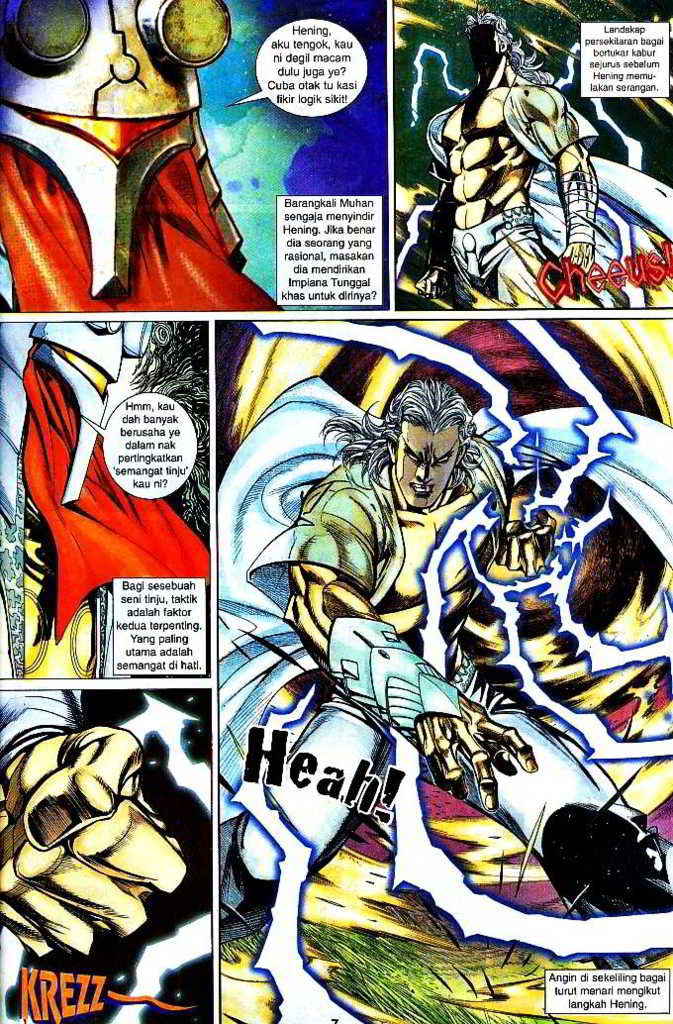 Hening,
aku tengok, kau
ni degil macam
dulu juga ye?
Cuba otak tu kasi
fikir logik sikit!
Barangkali Muhan
sengaja menyindir
Hening. Jika benar
dia seorang yang
rasional, masakan
dia mendirikan
Impiana Tunggal
khas untuk dirinya?
Landskap
persekitaran bagai
bertukar kabur
sejurus sebelum
Hening memu-
lakan serangan.
Cheeus!
Hmm, kau
dah banyak
berusaha ye
dalam nak
pertingkatkan
'semangat tinju'
kau ni?
Bagi sesebuah
seni tinju, taktik
adalah faktor
kedua terpenting.
Yang paling
utama adalah
semangat di hati.
KREZZ
Heah!
Angin di sekeliling bagai
turut menari mengikut
langkah Hening.
7